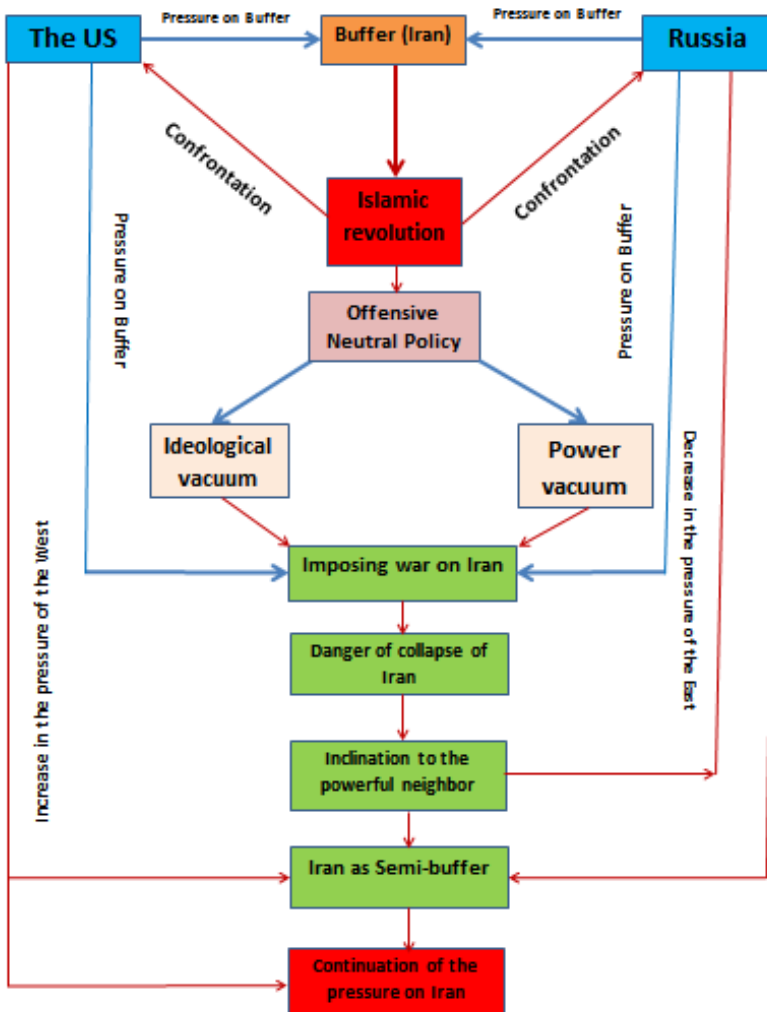 Pressure on Buffer
Pressure on Buffer
The US
Buffer (Iran)
Russia
Confrontation
Confrontation
Islamic
revolution
Pressure on Buffer
Pressure on Buffer
Offensive
Neutral Policy
Ideological
vacuum
Power
vacuum
Increase in the pressure of the West
Decrease in the pressure of the East
Imposing war on Iran
Danger of collapse of
Iran
Inclination to the
powerful neighbor
Iran as Semi-buffer
Continuation of the
pressure on Iran